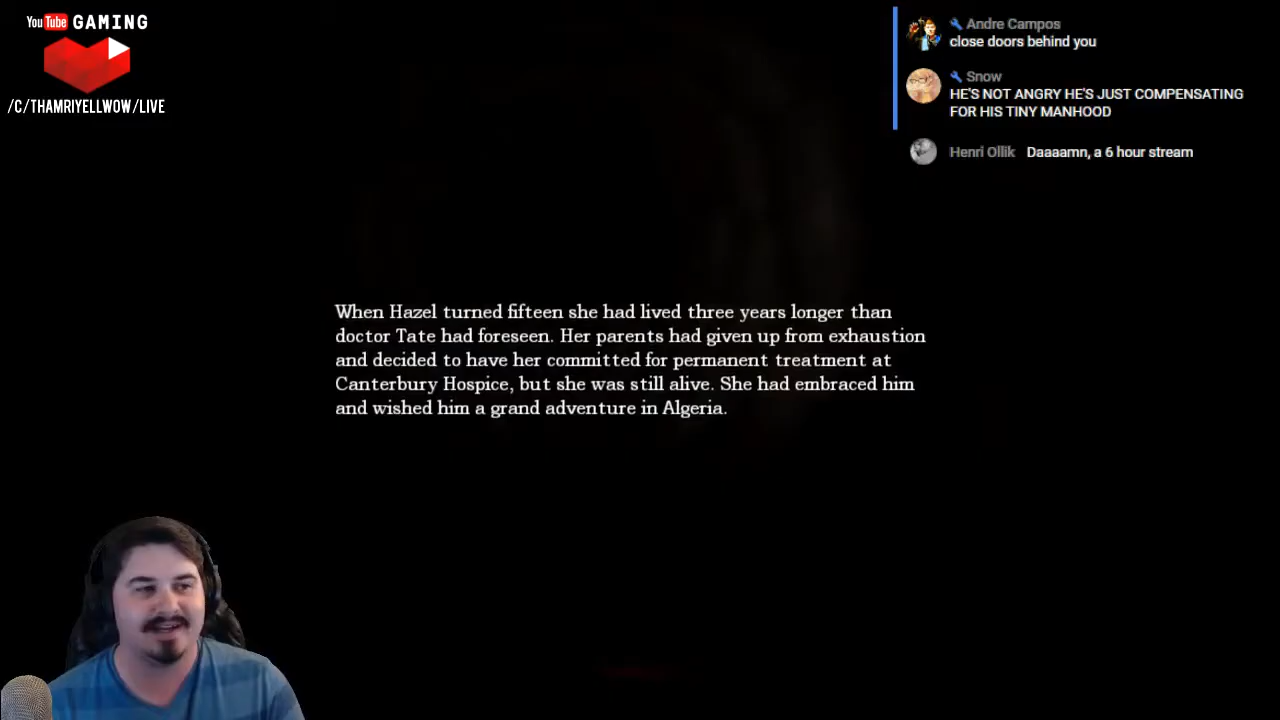 YouTube GAMING
/C/THAMRIYELLWOW/LIVE
Andre Campos
close doors behind you
Snow
HE'S NOT ANGRY HE'S JUST COMPENSATING
FOR HIS TINY MANHOOD
Henri Ollik Daaaamn, a 6 hour stream
When Hazel turned fifteen she had lived three years longer than
doctor Tate had foreseen. Her parents had given up from exhaustion
and decided to have her committed for permanent treatment at
Canterbury Hospice, but she was still alive. She had embraced him
and wished him a grand adventure in Algeria.